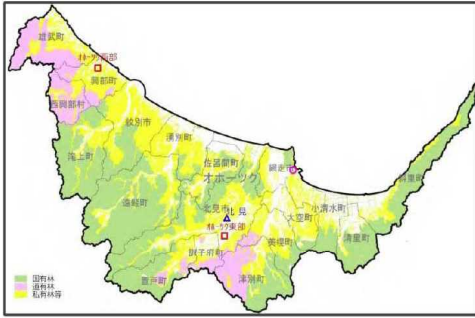 雄武町
オホーツク西部
興部町
西興部村
紋別市
湧別町
滝上町
佐呂間町
網走市
オホーツク
斜里町
遠軽町
北見市
北見
小清水町
大空町
オホーツク東部
清里町
美幌町
訓子府町
置戸町
津別町
国有林
道有林
私有林等